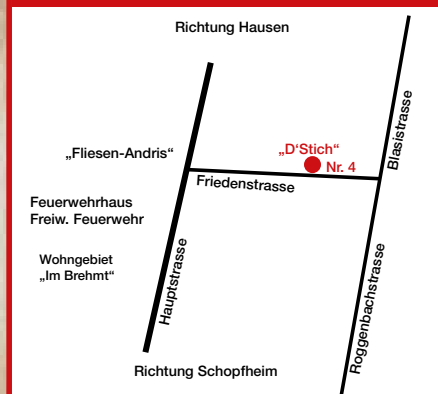 Richtung Hausen
„Fliesen-Andris“
„D‘Stich“
Nr. 4
Blasistrasse
Friedenstrasse
Feuerwehrhaus
Freiw. Feuerwehr
Wohngebiet
„Im Brehmt“
Hauptstrasse
Roggenbachstrasse
Richtung Schopfheim